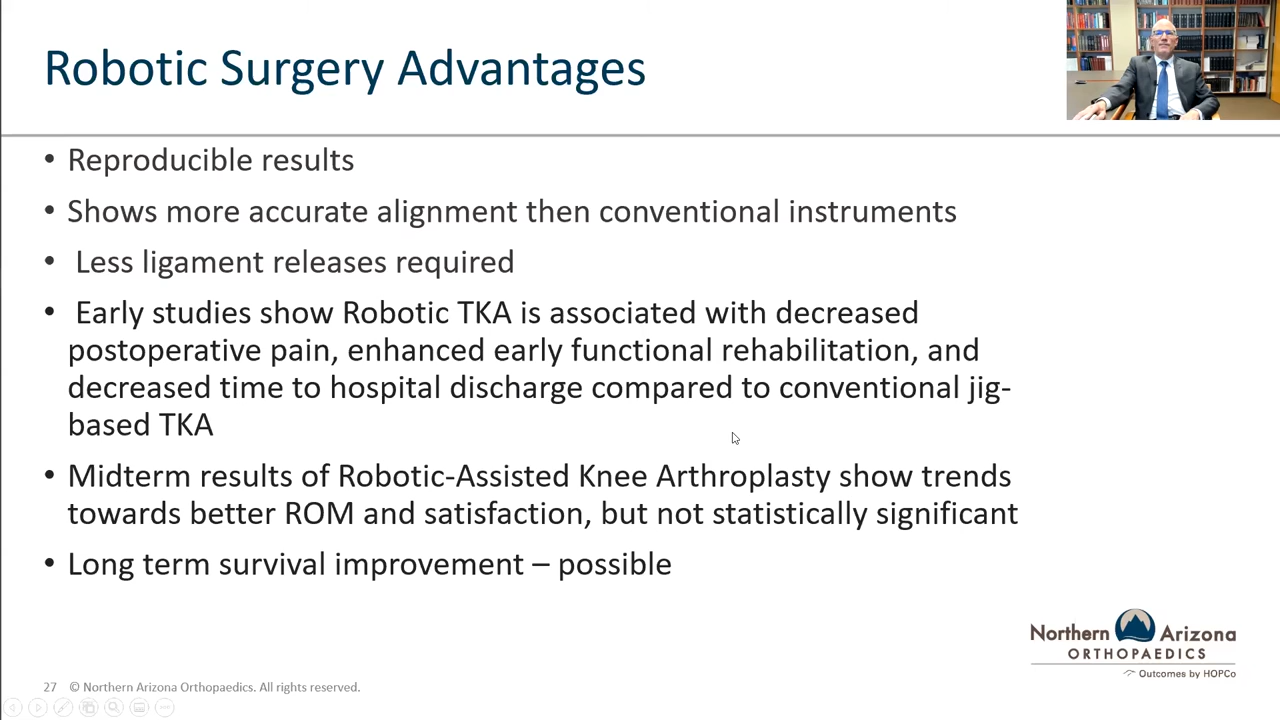 Robotic Surgery Advantages
• Reproducible results
• Shows more accurate alignment then conventional instruments
• Less ligament releases required
• Early studies show Robotic TKA is associated with decreased
postoperative pain, enhanced early functional rehabilitation, and
decreased time to hospital discharge compared to conventional jig-
based TKA
• Midterm results of Robotic-Assisted Knee Arthroplasty show trends
towards better ROM and satisfaction, but not statistically significant
• Long term survival improvement – possible
Northern Arizona
ORTHOPAEDICS
Outcomes by HOPCo
27 © Northern Arizona Orthopaedics. All rights reserved.